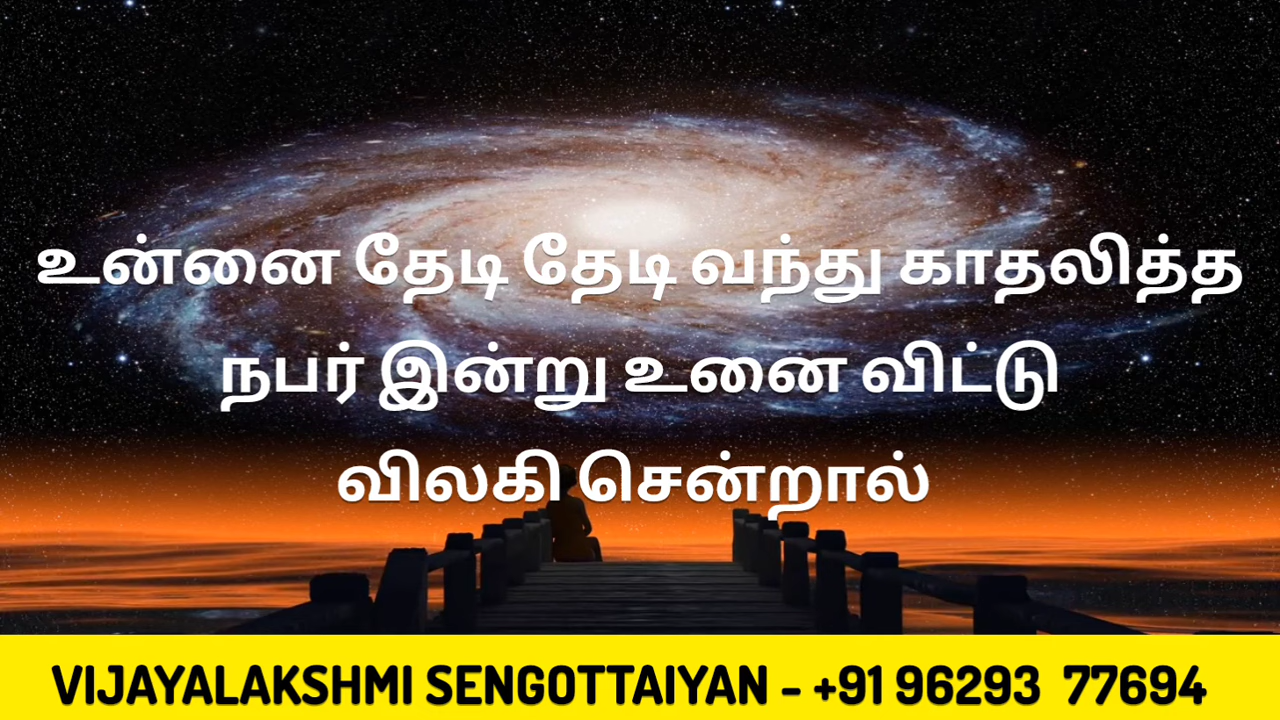 உன்னை தேடி தேடி வந்து காதலித்த
நபர் இன்று உனை விட்டு
விலகி சென்றால்
VIJAYALAKSHMI SENGOTTAIYAN - +91 96293 77694